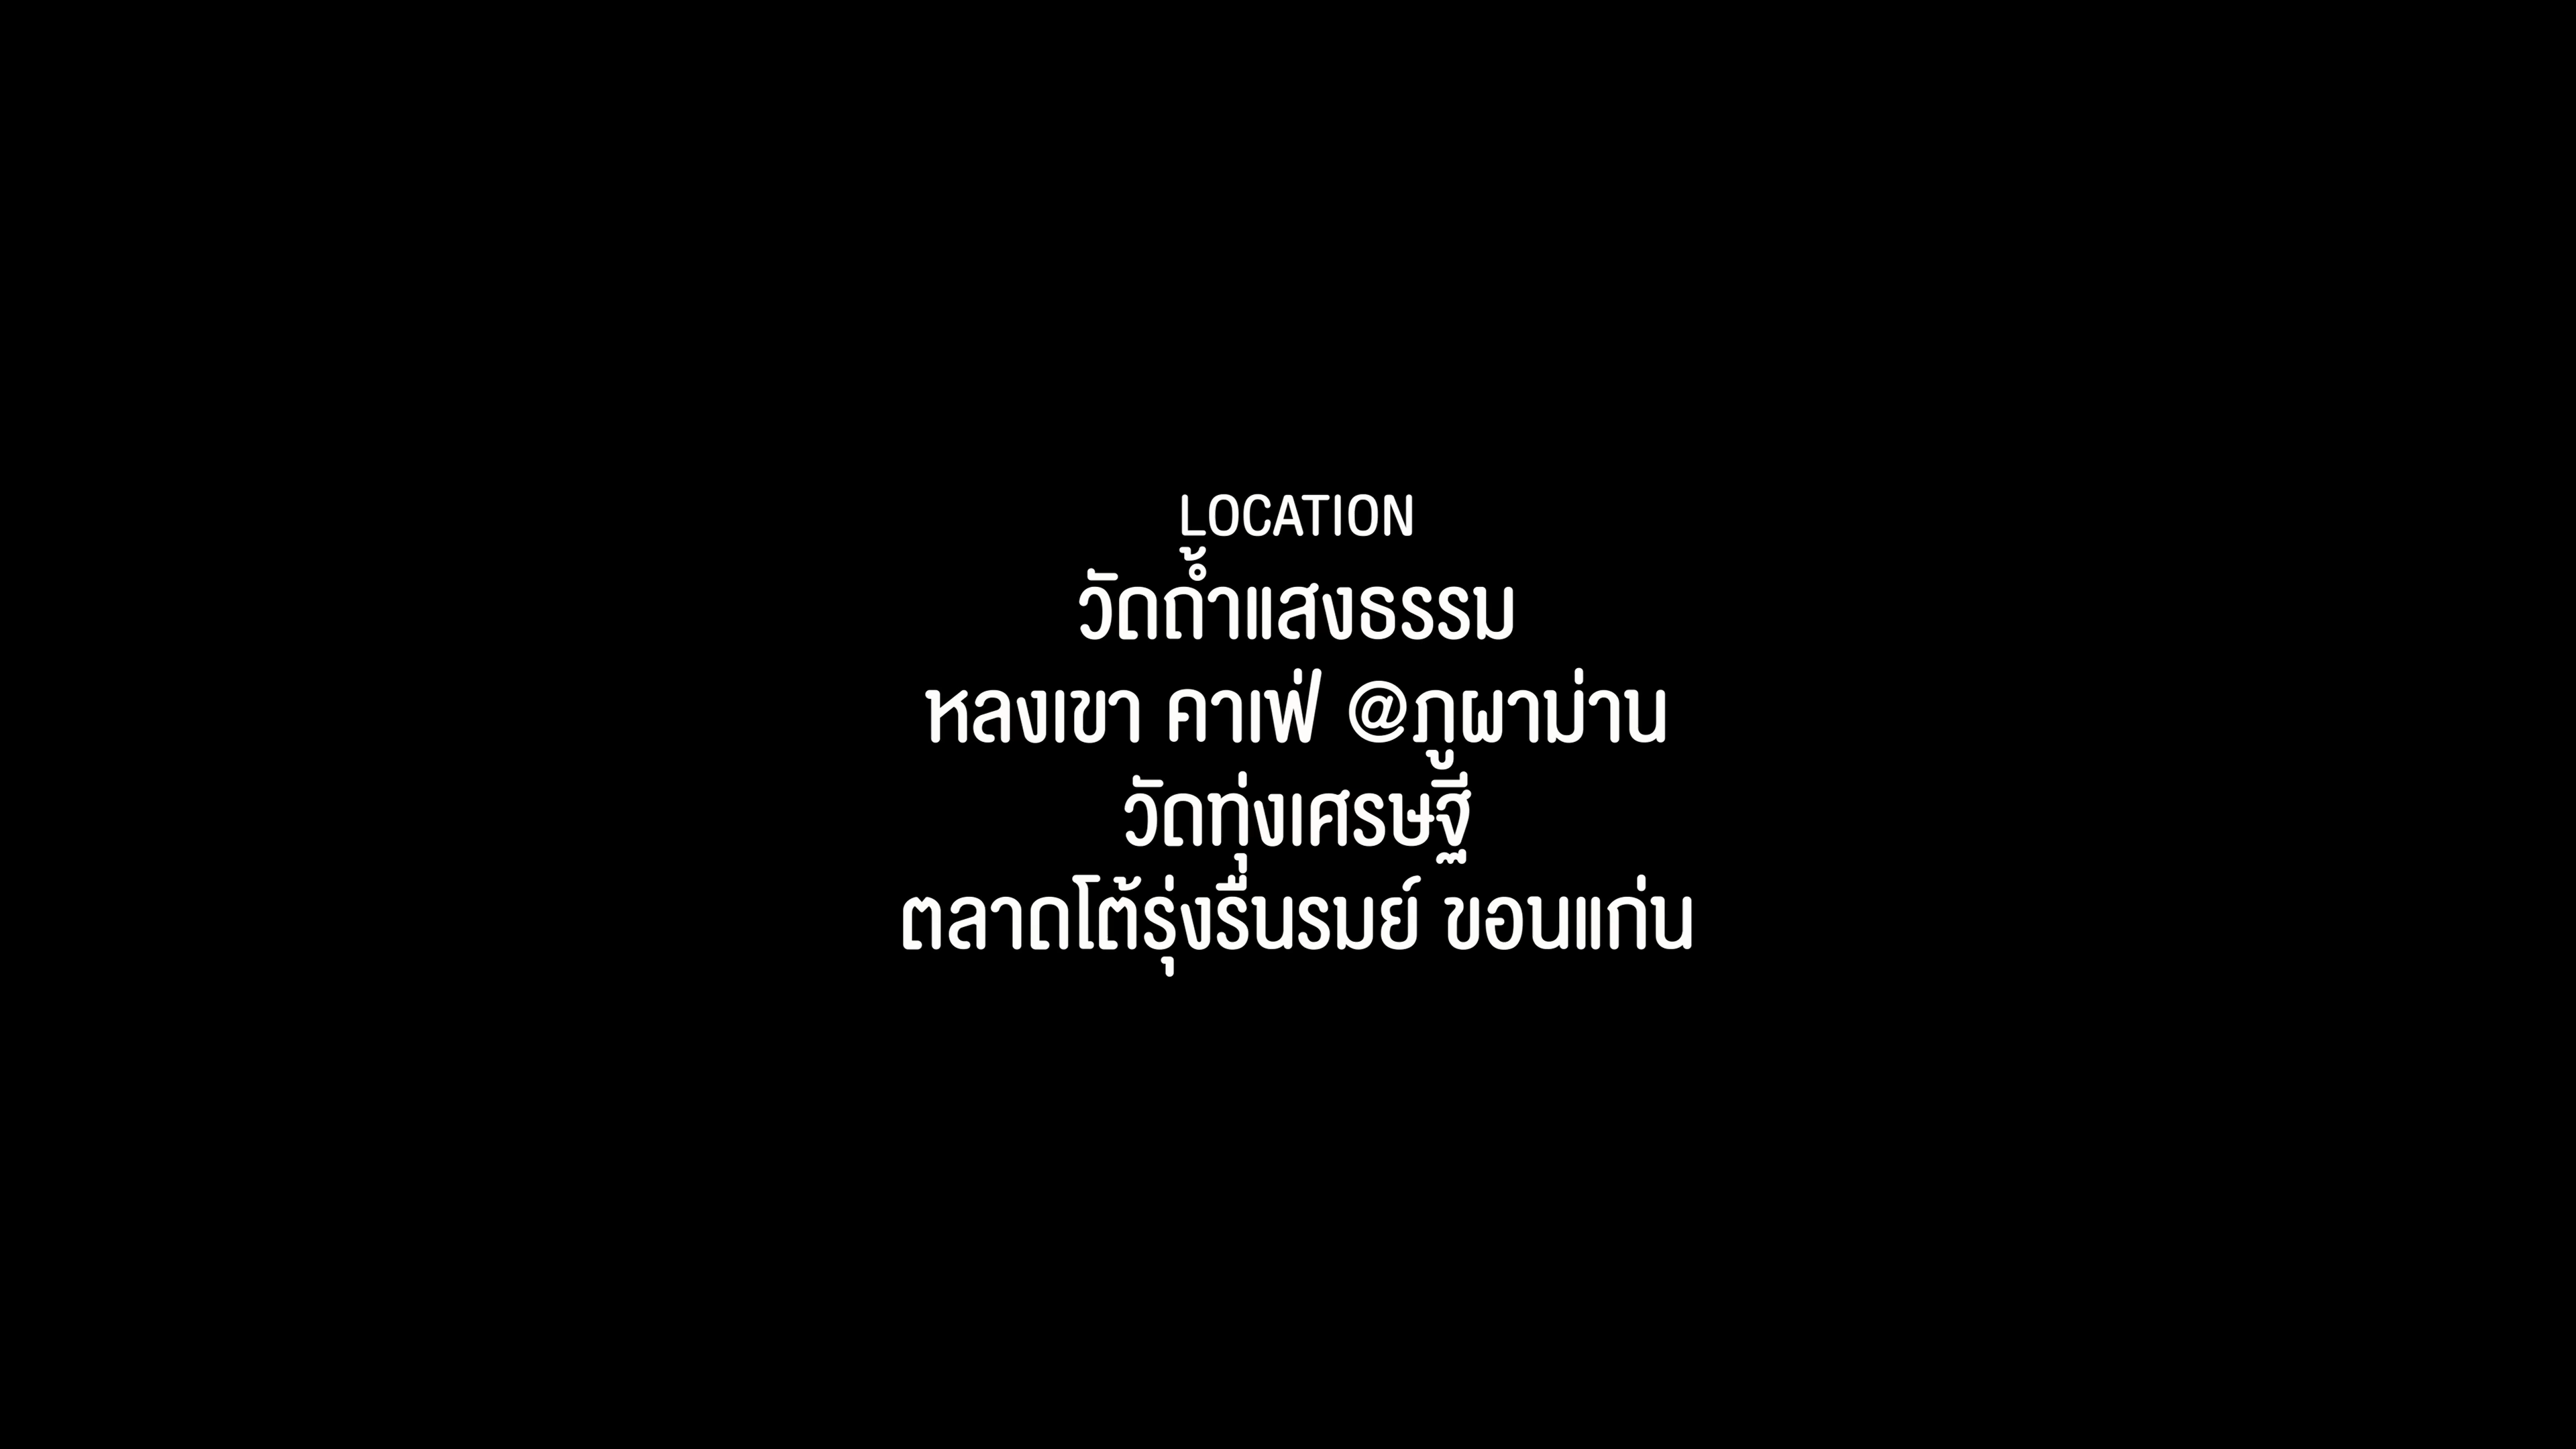 LOCATION
วัดถ้ำแสงธรรม
หลงเขา คาเฟ่ @ภูผาม่าน
วัดทุ่งเศรษฐี
ตลาดโต้รุ่งรื่นรมย์ ขอนแก่น